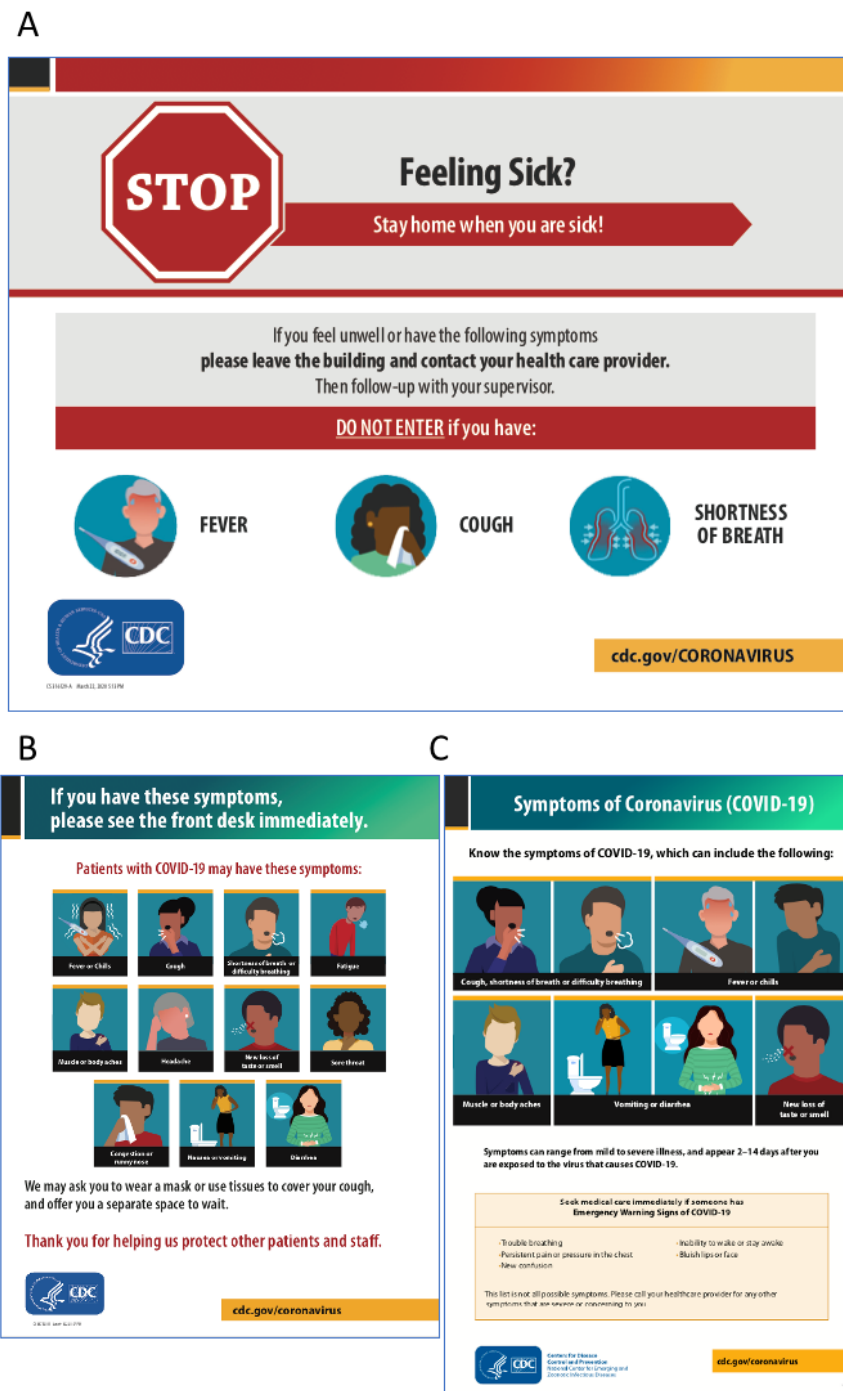 A
STOP
Feeling Sick?
Stay home when you are sick!
If you feel unwell or have the following symptoms
please leave the building and contact your health care provider.
Then follow-up with your supervisor.
DO NOT ENTER if you have:
FEVER
COUGH
SHORTNESS
OF BREATH
CDC
cdc.gov/CORONAVIRUS
March 22, 2020
B
If you have these symptoms,
please see the front desk immediately.
Patients with COVID-19 may have these symptoms:
Fever or Chills
Cough
Shortness of breath or
difficulty breathing
Fatigue
Muscle or body aches
Headache
New loss of
taste or smell
Sore throat
Congestion or
runny nose
Nausea or vomiting
Diarrhea
We may ask you to wear a mask or use tissues to cover your cough,
and offer you a separate space to wait.
Thank you for helping us protect other patients and staff.
CDC
cdc.gov/coronavirus
C
Symptoms of Coronavirus (COVID-19)
Know the symptoms of COVID-19, which can include the following:
Cough, shortness of breath or difficulty breathing
Fever or chills
Muscle or body aches
Vomiting or diarrhea
New loss of
taste or smell
Symptoms can range from mild to severe illness, and appear 2–14 days after you
are exposed to the virus that causes COVID-19.
Seek medical care immediately if someone has
Emergency Warning Signs of COVID-19
·Trouble breathing
·Persistent pain or pressure in the chest
·New confusion
·Inability to wake or stay awake
·Bluish lips or face
This list is not all possible symptoms. Please call your healthcare provider for any other
symptoms that are severe or concerning to you
CDC
Centers for Disease
Control and Prevention
National Center for Emerging and
Zoonotic Infectious Diseases
cdc.gov/coronavirus